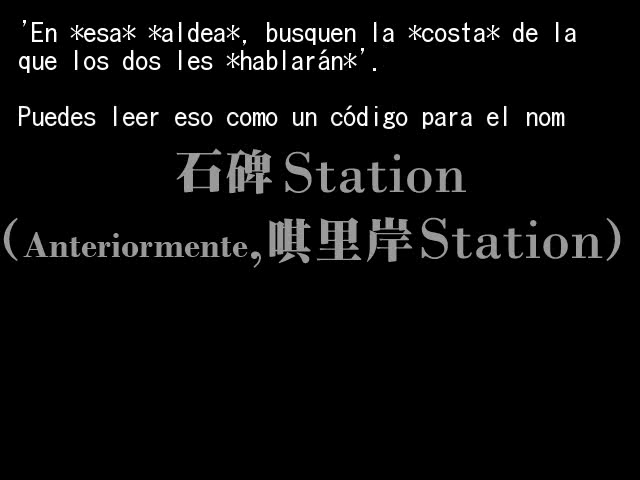 'En *esa* *aldea*, busquen la *costa* de la
que los dos les *hablarán*'.
Puedes leer eso como un código para el nom
石碑Station
(Anteriormente,唭里岸Station)